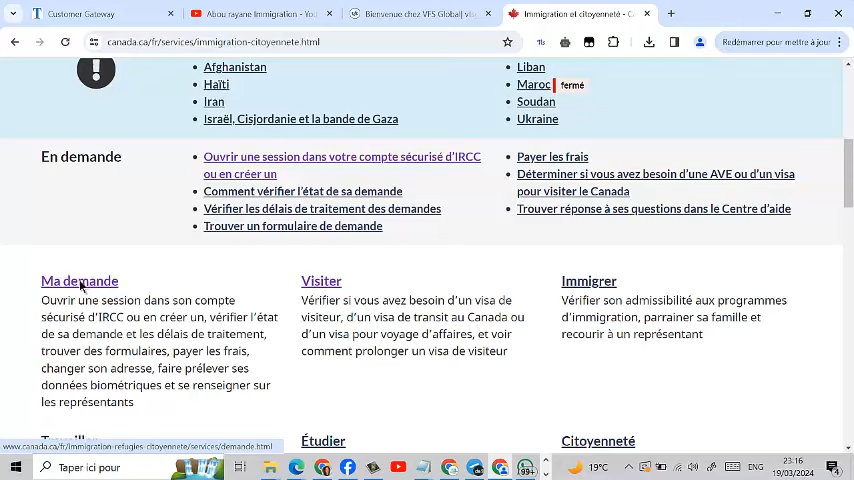 Customer Gateway
Abou rayane Immigration - You
Bienvenue chez VFS Global| vis
Immigration et citoyenneté - Ca
canada.ca/fr/services/immigration-citoyennete.html
Redémarrer pour mettre à jour
Afghanistan
Haïti
Iran
Israël, Cisjordanie et la bande de Gaza
Liban
Maroc fermé
Soudan
Ukraine
En demande
Ouvrir une session dans votre compte sécurisé d'IRCC
ou en créer un
Comment vérifier l'état de sa demande
Vérifier les délais de traitement des demandes
Trouver un formulaire de demande
Payer les frais
Déterminer si vous avez besoin d'une AVE ou d'un visa
pour visiter le Canada
Trouver réponse à ses questions dans le Centre d'aide
Ma demande
Ouvrir une session dans son compte
sécurisé d'IRCC ou en créer un, vérifier l'état
de sa demande et les délais de traitement,
trouver des formulaires, payer les frais,
changer son adresse, faire prélever ses
données biométriques et se renseigner sur
les représentants
Visiter
Vérifier si vous avez besoin d'un visa de
visiteur, d'un visa de transit au Canada ou
d'un visa pour voyage d'affaires, et voir
comment prolonger un visa de visiteur
Immigrer
Vérifier son admissibilité aux programmes
d'immigration, parrainer sa famille et
recourir à un représentant
Étudier
Citoyenneté
www.canada.ca/fr/immigration-refugies-citoyennete/services/demande.html
Taper ici pour
99+
19°C
ENG
23:16
19/03/2024
4